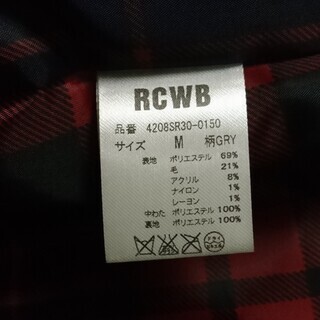 RCWB
品番 4208SR30-0150
サイズ M 柄GRY
表地 ポリエステル 69%
毛 21%
アクリル 8%
ナイロン 1%
レーヨン 1%
中わた ポリエステル 100%
裏地 ポリエステル 100%